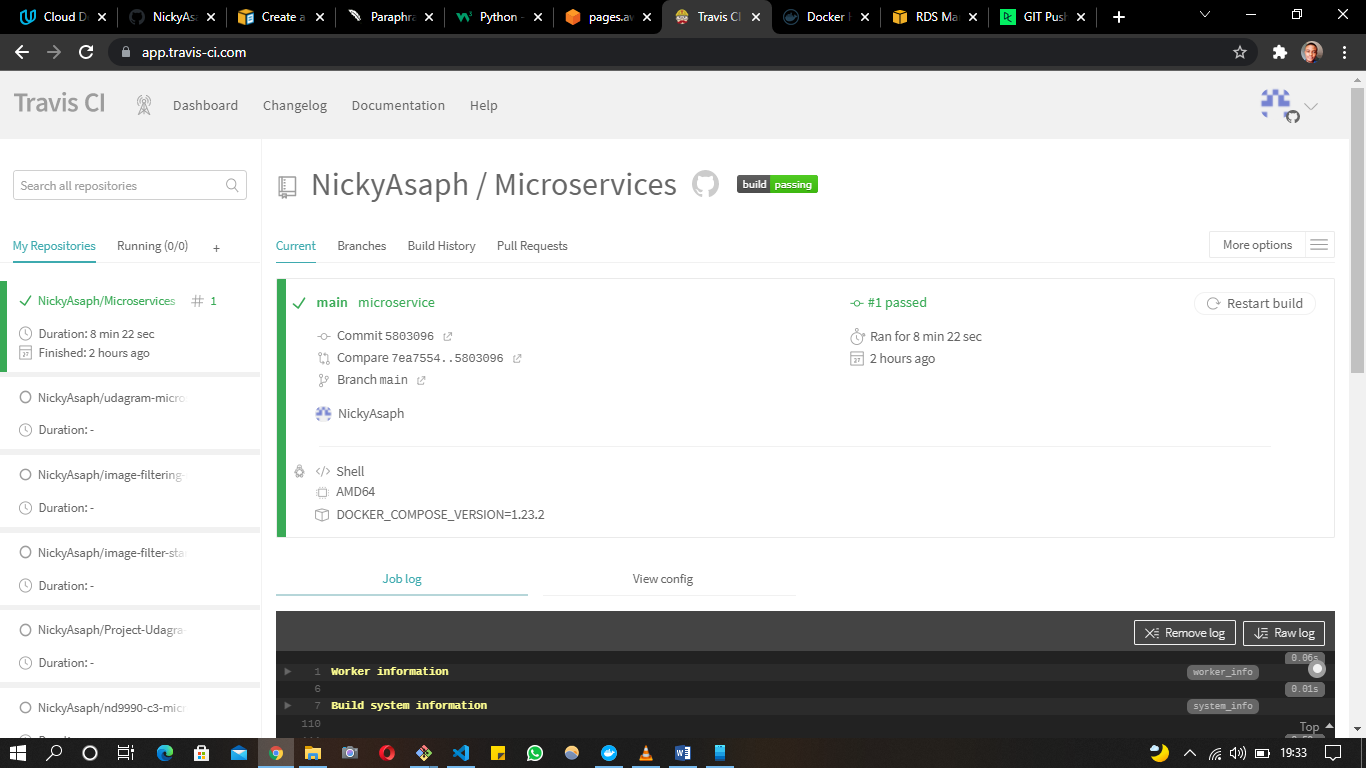 Cloud D
NickyAs
Create a
Paraphr
Python -
pages.av
Travis CI
Docker
RDS Ma
GIT Pus
app.travis-ci.com
Travis CI
Dashboard
Changelog
Documentation
Help
Search all repositories
NickyAsaph / Microservices
build passing
My Repositories
Running (0/0)
+
Current
Branches
Build History
Pull Requests
More options
NickyAsaph/Microservices # 1
Duration: 8 min 22 sec
Finished: 2 hours ago
NickyAsaph/udagram-micro
Duration: -
NickyAsaph/image-filtering-
Duration: -
NickyAsaph/image-filter-sta
Duration: -
NickyAsaph/Project-Udagra
Duration: -
NickyAsaph/nd9990-c3-micr
main microservice
#1 passed
Restart build
Commit 5803096
Ran for 8 min 22 sec
Compare 7ea7554..5803096
2 hours ago
Branch main
NickyAsaph
</> Shell
AMD64
DOCKER_COMPOSE_VERSION=1.23.2
Job log
View config
Remove log
Raw log
0.06s
1 Worker information worker_info
6
0.01s
7 Build system information system_info
110
Top
19:33